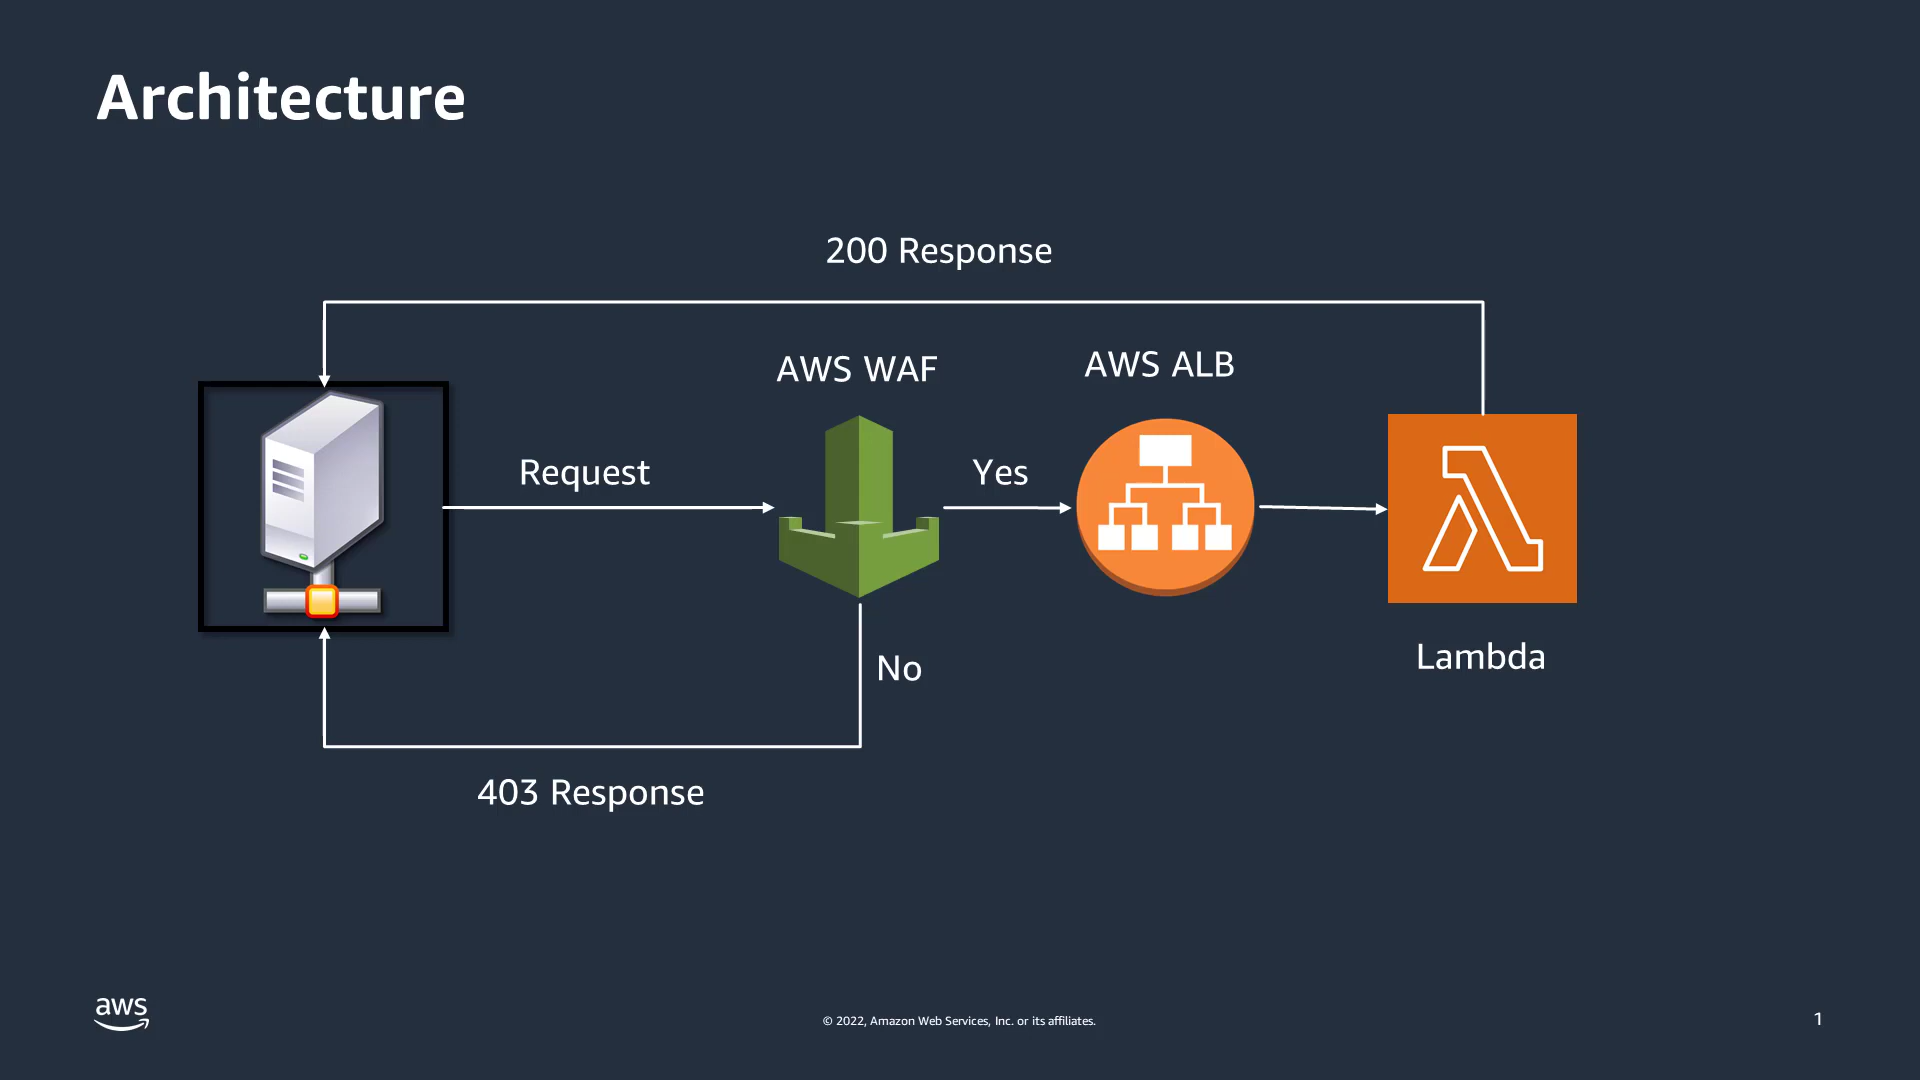 Architecture
200 Response
AWS WAF
AWS ALB
Request
Yes
Lambda
No
403 Response
aws
© 2022, Amazon Web Services, Inc. or its affiliates.
1